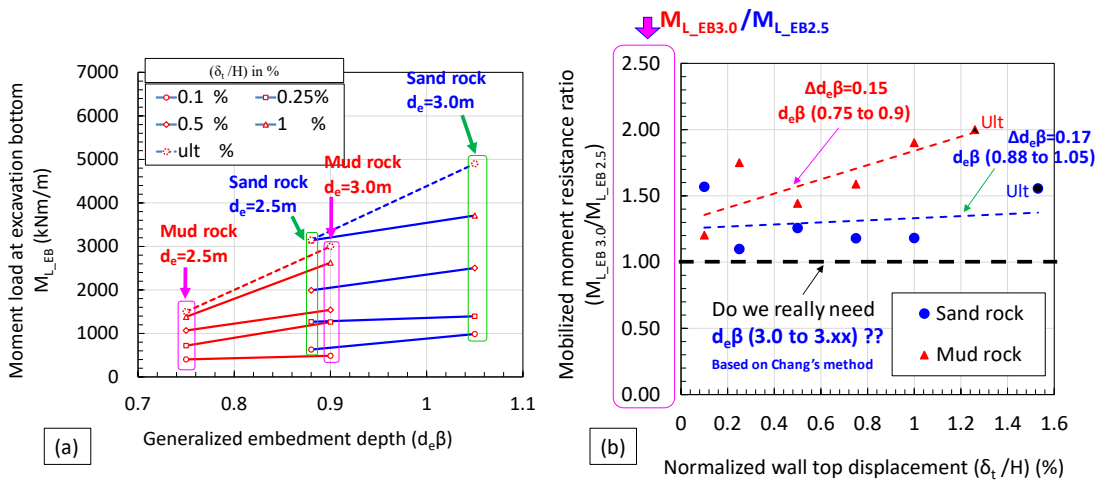 M_L_EB3.0/M_L_EB2.5
(δt /H) in %
0.1 %
0.25%
0.5 %
1 %
ult %
Sand rock
de=3.0m
Mud rock
de=3.0m
Sand rock
de=2.5m
Mud rock
de=2.5m
Moment load at excavation bottom
M_L_EB (kNm/m)
7000
6000
5000
4000
3000
2000
1000
0
0.7
0.8
0.9
1
1.1
Generalized embedment depth (deβ)
(a)
Mobilized moment resistance ratio
(M_L_EB 3.0/M_L_EB 2.5)
2.50
2.00
1.50
1.00
0.50
0.00
Δdeβ=0.15
deβ (0.75 to 0.9)
Ult
Δdeβ=0.17
deβ (0.88 to 1.05)
Ult
Do we really need
deβ (3.0 to 3.xx) ??
Based on Chang's method
Sand rock
Mud rock
0
0.2
0.4
0.6
0.8
1
1.2
1.4
1.6
Normalized wall top displacement (δt /H) (%)
(b)